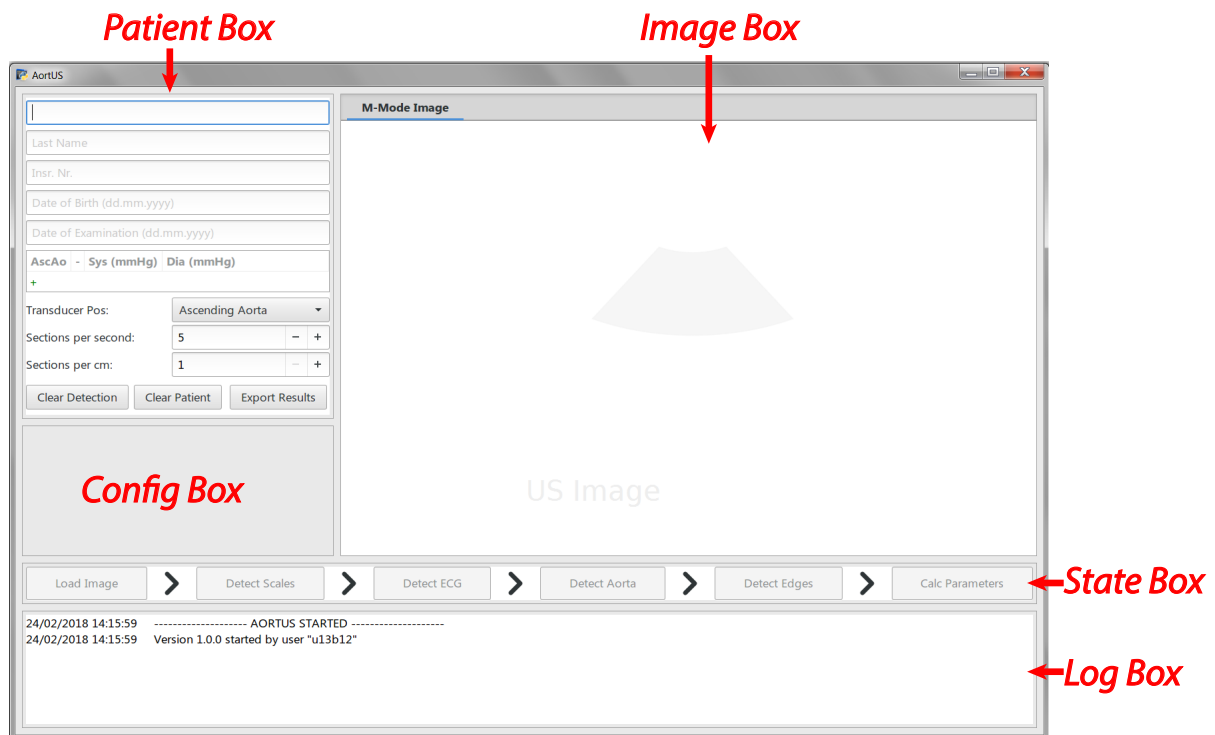 Patient Box
Image Box
AortUS
M-Mode Image
Last Name
Insr. Nr.
Date of Birth (dd.mm.yyyy)
Date of Examination (dd.mm.yyyy)
AscAo - Sys (mmHg) Dia (mmHg)
+
Transducer Pos: Ascending Aorta
Sections per second: 5 − +
Sections per cm: 1 − +
Clear Detection Clear Patient Export Results
Config Box
US Image
Load Image Detect Scales Detect ECG Detect Aorta Detect Edges Calc Parameters
State Box
24/02/2018 14:15:59 -------------------- AORTUS STARTED --------------------
24/02/2018 14:15:59 Version 1.0.0 started by user "u13b12"
Log Box